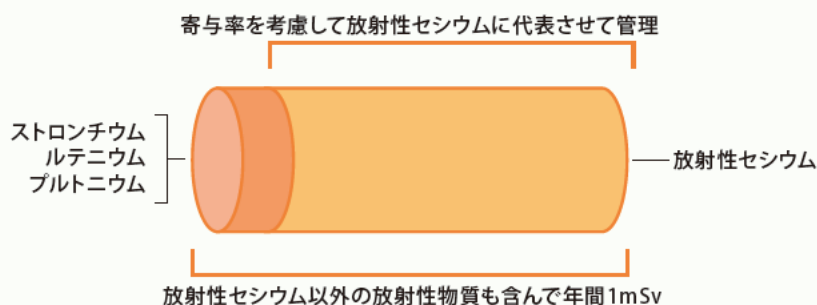 寄与率を考慮して放射性セシウムに代表させて管理
ストロンチウム
ルテニウム
プルトニウム
放射性セシウム
放射性セシウム以外の放射性物質も含んで年間1mSv